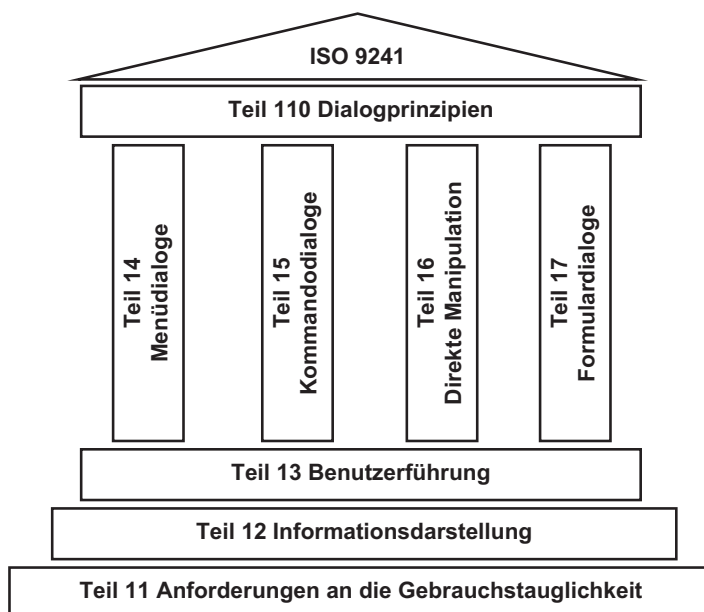 ISO 9241
Teil 110 Dialogprinzipien
Teil 14
Menüdialoge
Teil 15
Kommandodialoge
Teil 16
Direkte Manipulation
Teil 17
Formulardialoge
Teil 13 Benutzerführung
Teil 12 Informationsdarstellung
Teil 11 Anforderungen an die Gebrauchstauglichkeit